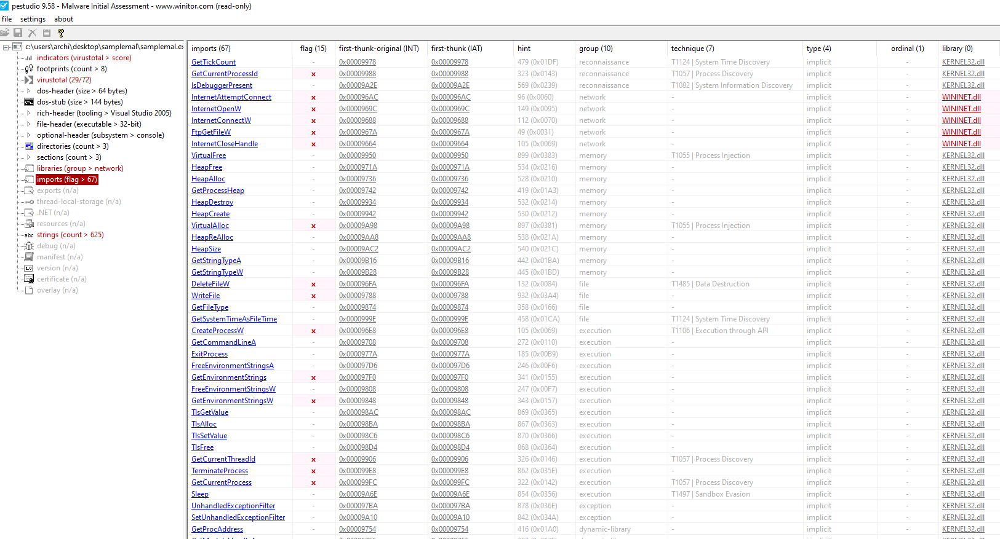 pestudio 9.58 - Malware Initial Assessment - www.winitor.com (read-only)
file settings about
c:\users\archi\desktop\samplemal\samplemal.ex
indicators (virustotal > score)
footprints (count > 8)
virustotal (29/72)
dos-header (size > 64 bytes)
dos-stub (size > 144 bytes)
rich-header (tooling > Visual Studio 2005)
file-header (executable > 32-bit)
optional-header (subsystem > console)
directories (count > 3)
sections (count > 3)
libraries (group > network)
imports (flag > 67)
exports (n/a)
thread-local-storage (n/a)
.NET (n/a)
resources (n/a)
abc strings (count > 625)
debug (n/a)
manifest (n/a)
1.0 version (n/a)
certificate (n/a)
overlay (n/a)
imports (67) flag (15) first-thunk-original (INT) first-thunk (IAT) hint group (10) technique (7) type (4) ordinal (1) library (0)
GetTickCount - 0x00009978 0x00009978 479 (0x01DF) reconnaissance T1124 | System Time Discovery implicit - KERNEL32.dll
GetCurrentProcessId x 0x00009988 0x00009988 323 (0x0143) reconnaissance T1057 | Process Discovery implicit - KERNEL32.dll
IsDebuggerPresent - 0x00009A2E 0x00009A2E 569 (0x0239) reconnaissance T1082 | System Information Discovery implicit - KERNEL32.dll
InternetAttemptConnect x 0x000096AC 0x000096AC 96 (0x0060) network - implicit - WININET.dll
InternetOpenW x 0x0000969C 0x0000969C 149 (0x0095) network - implicit - WININET.dll
InternetConnectW x 0x00009688 0x00009688 112 (0x0070) network - implicit - WININET.dll
FtpGetFileW x 0x0000967A 0x0000967A 49 (0x0031) network - implicit - WININET.dll
InternetCloseHandle x 0x00009664 0x00009664 105 (0x0069) network - implicit - WININET.dll
VirtualFree - 0x00009950 0x00009950 899 (0x0383) memory T1055 | Process Injection implicit - KERNEL32.dll
HeapFree - 0x0000971A 0x0000971A 534 (0x0216) memory - implicit - KERNEL32.dll
HeapAlloc - 0x00009736 0x00009736 528 (0x0210) memory - implicit - KERNEL32.dll
GetProcessHeap - 0x00009742 0x00009742 419 (0x01A3) memory - implicit - KERNEL32.dll
HeapDestroy - 0x00009934 0x00009934 532 (0x0214) memory - implicit - KERNEL32.dll
HeapCreate - 0x00009942 0x00009942 530 (0x0212) memory - implicit - KERNEL32.dll
VirtualAlloc x 0x00009A98 0x00009A98 897 (0x0381) memory T1055 | Process Injection implicit - KERNEL32.dll
HeapReAlloc - 0x00009AA8 0x00009AA8 538 (0x021A) memory - implicit - KERNEL32.dll
HeapSize - 0x00009AC2 0x00009AC2 540 (0x021C) memory - implicit - KERNEL32.dll
GetStringTypeA - 0x00009B16 0x00009B16 442 (0x01BA) memory - implicit - KERNEL32.dll
GetStringTypeW - 0x00009B28 0x00009B28 445 (0x01BD) memory - implicit - KERNEL32.dll
DeleteFileW x 0x000096FA 0x000096FA 132 (0x0084) file T1485 | Data Destruction implicit - KERNEL32.dll
WriteFile x 0x00009788 0x00009788 932 (0x03A4) file - implicit - KERNEL32.dll
GetFileType - 0x00009874 0x00009874 358 (0x0166) file - implicit - KERNEL32.dll
GetSystemTimeAsFileTime - 0x0000999E 0x0000999E 458 (0x01CA) file T1124 | System Time Discovery implicit - KERNEL32.dll
CreateProcessW x 0x000096E8 0x000096E8 105 (0x0069) execution T1106 | Execution through API implicit - KERNEL32.dll
GetCommandLineA - 0x00009708 0x00009708 272 (0x0110) execution - implicit - KERNEL32.dll
ExitProcess - 0x0000977A 0x0000977A 185 (0x00B9) execution - implicit - KERNEL32.dll
FreeEnvironmentStringsA - 0x000097D6 0x000097D6 246 (0x00F6) execution - implicit - KERNEL32.dll
GetEnvironmentStrings x 0x000097F0 0x000097F0 341 (0x0155) execution - implicit - KERNEL32.dll
FreeEnvironmentStringsW - 0x00009808 0x00009808 247 (0x00F7) execution - implicit - KERNEL32.dll
GetEnvironmentStringsW x 0x00009848 0x00009848 343 (0x0157) execution - implicit - KERNEL32.dll
TlsGetValue - 0x000098AC 0x000098AC 869 (0x0365) execution - implicit - KERNEL32.dll
TlsAlloc - 0x000098BA 0x000098BA 867 (0x0363) execution - implicit - KERNEL32.dll
TlsSetValue - 0x000098C6 0x000098C6 870 (0x0366) execution - implicit - KERNEL32.dll
TlsFree - 0x000098D4 0x000098D4 868 (0x0364) execution - implicit - KERNEL32.dll
GetCurrentThreadId x 0x00009906 0x00009906 326 (0x0146) execution T1057 | Process Discovery implicit - KERNEL32.dll
TerminateProcess x 0x000099E8 0x000099E8 862 (0x035E) execution - implicit - KERNEL32.dll
GetCurrentProcess x 0x000099FC 0x000099FC 322 (0x0142) execution T1057 | Process Discovery implicit - KERNEL32.dll
Sleep - 0x00009A6E 0x00009A6E 854 (0x0356) execution T1497 | Sandbox Evasion implicit - KERNEL32.dll
UnhandledExceptionFilter - 0x000097BA 0x000097BA 878 (0x036E) exception - implicit - KERNEL32.dll
SetUnhandledExceptionFilter - 0x00009A10 0x00009A10 842 (0x034A) exception - implicit - KERNEL32.dll
GetProcAddress - 0x00009754 0x00009754 416 (0x01A0) dynamic-library - implicit - KERNEL32.dll